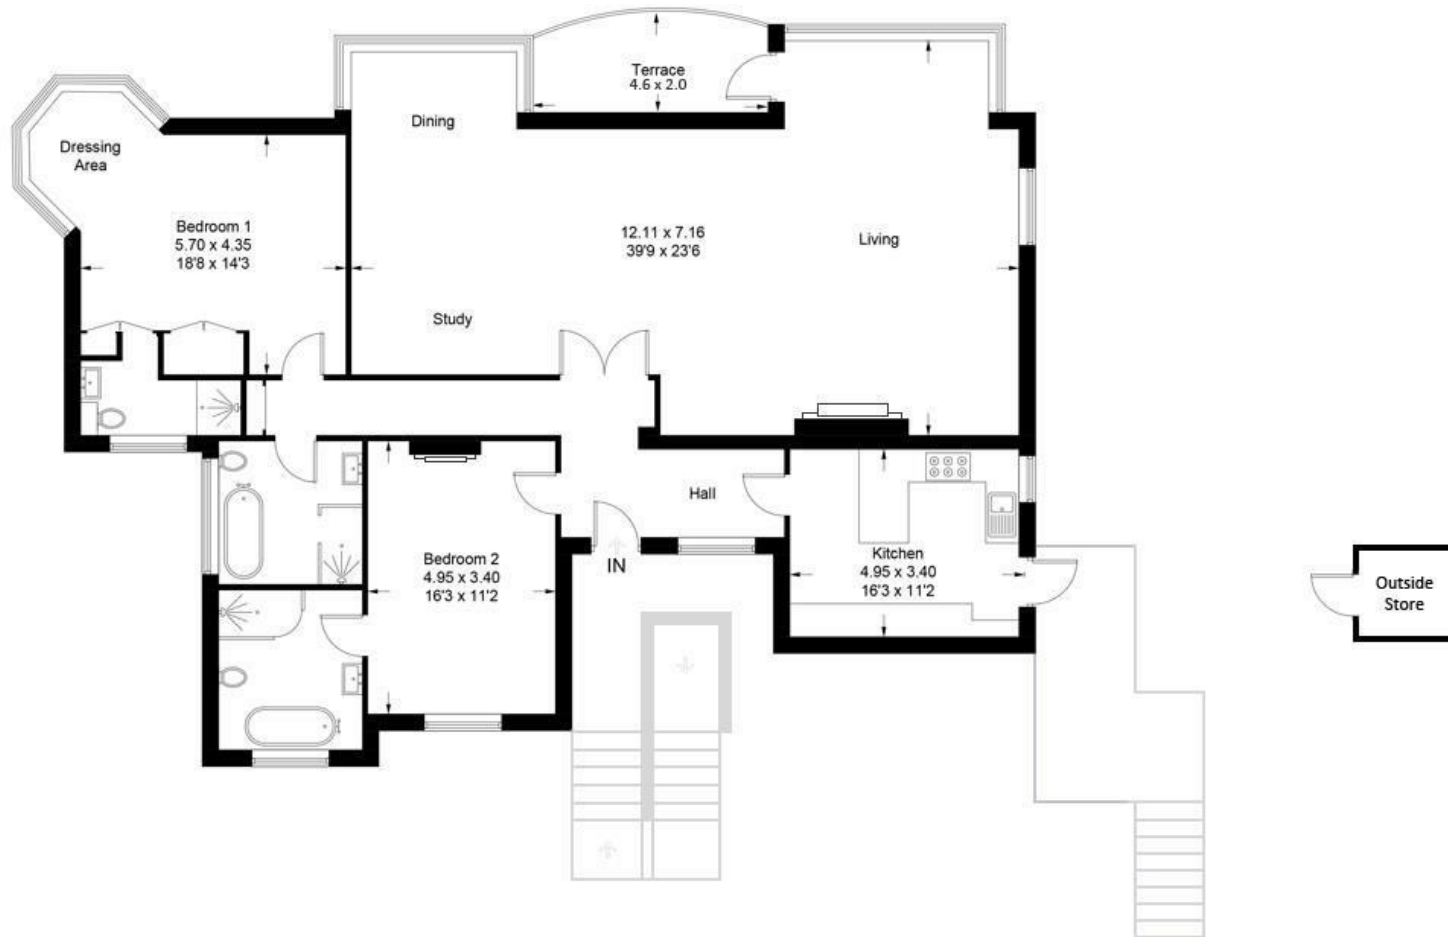 Terrace
4.6 x 2.0
Dining
Dressing
Area
Bedroom 1
5.70 x 4.35
18'8 x 14'3
12.11 x 7.16
39'9 x 23'6
Living
Study
Hall
IN
Bedroom 2
4.95 x 3.40
16'3 x 11'2
Kitchen
4.95 x 3.40
16'3 x 11'2
Outside
Store